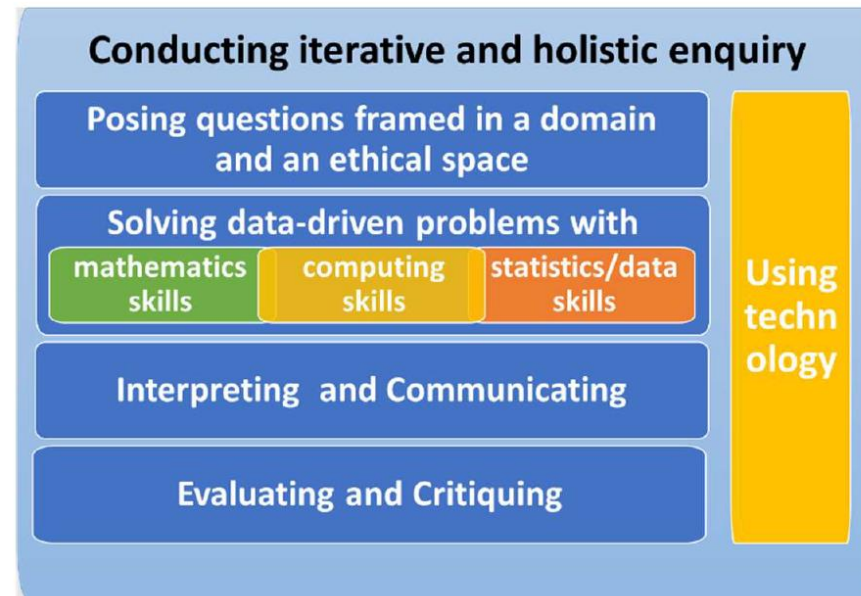 Conducting iterative and holistic enquiry
Posing questions framed in a domain
and an ethical space
Solving data-driven problems with
mathematics
skills
computing
skills
statistics/data
skills
Interpreting and Communicating
Evaluating and Critiquing
Using
techn
ology